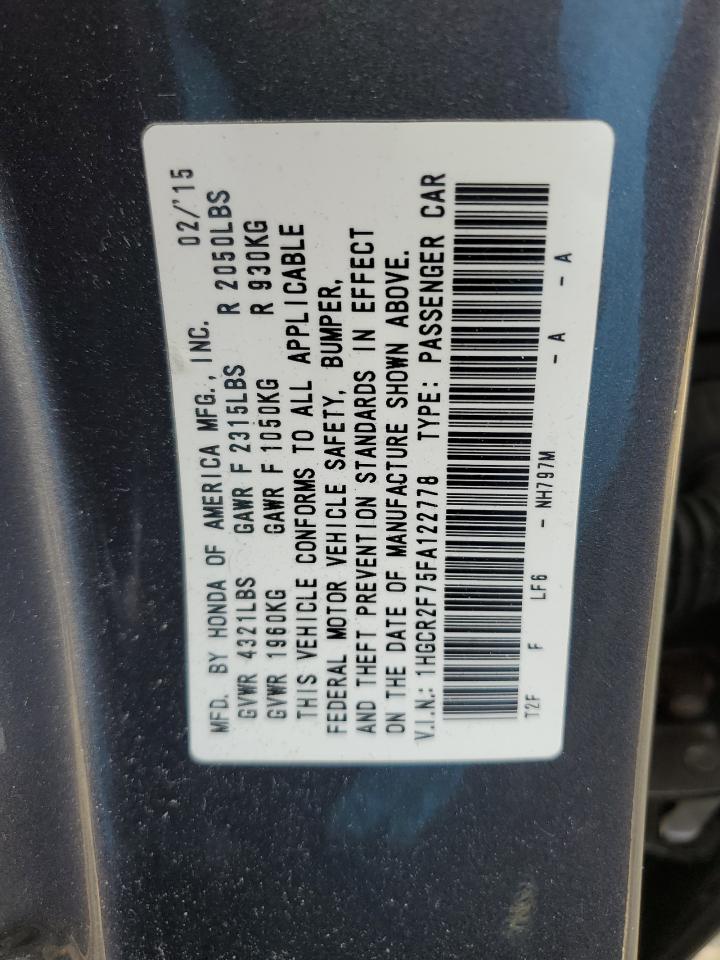 MFD. BY HONDA OF AMERICA MFG., INC. 02/'15
GVWR 4321LBS GAWR F 2315LBS R 2050LBS
GVWR 1960KG GAWR F 1050KG R 930KG
THIS VEHICLE CONFORMS TO ALL APPLICABLE
FEDERAL MOTOR VEHICLE SAFETY, BUMPER,
AND THEFT PREVENTION STANDARDS IN EFFECT
ON THE DATE OF MANUFACTURE SHOWN ABOVE.
V.I.N.: 1HGCR2F75FA122778 TYPE: PASSENGER CAR
T2F F LF6 - NH797M - A - A